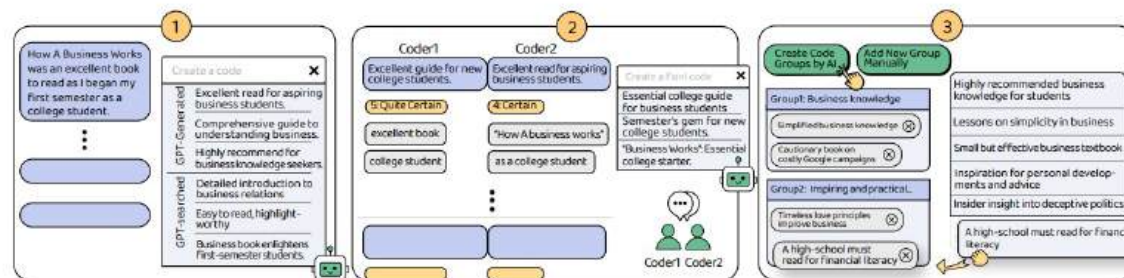 1
How A Business Works
was an excellent book
to read as I began my
first semester as a
college student.
Create a code
X
GPT-Generated
Excellent read for aspiring
business students.
Comprehensive guide to
understanding business.
Highly recommend for
business knowledge seekers.
GPT-searched
Detailed introduction to
business relations
Easy to read, highlight-
worthy
Business book enlightens
first-semester students.
2
Coder1
Coder2
Excellent guide for new
college students.
Excellent read for aspiring
business students.
5: Quite Certain
4: Certain
excellent book
"How A business works"
college student
as a college student
Create a Fianl code
X
Essential college guide
for business students
Semester's gem for new
college students.
"Business Works": Essential
college starter.
Coder1 Coder2
3
Create Code
Groups by AI
Add New Group
Manually
Group1: Business knowledge
Simplified business knowledge
Cautionary book on
costly Google campaigns
Group2: Inspiring and practical...
Timeless love principles
improve business
A high-school must
read for financial literacy
Highly recommended business
knowledge for students
Lessons on simplicity in business
Small but effective business textbook
Inspiration for personal develop-
ments and advice
Insider insight into deceptive politics
A high-school must read for financ
literacy